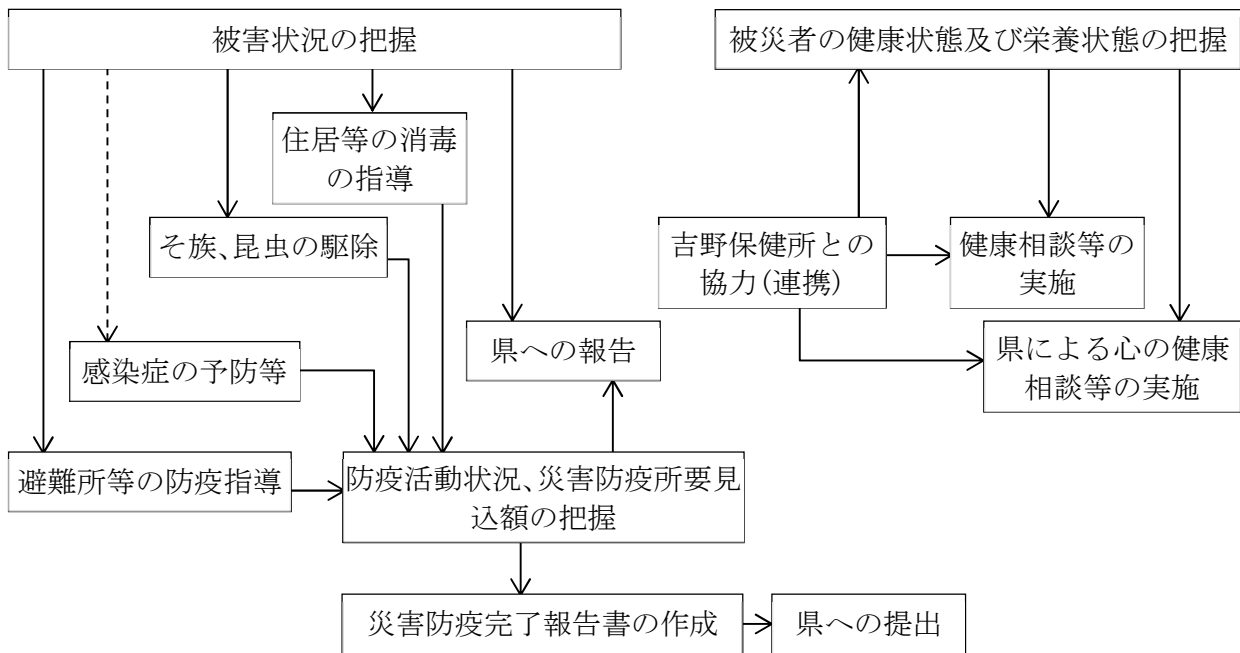 被害状況の把握
被災者の健康状態及び栄養状態の把握
住居等の消毒
の指導
そ族、昆虫の駆除
吉野保健所との
協力(連携)
健康相談等の
実施
県への報告
感染症の予防等
県による心の健康
相談等の実施
避難所等の防疫指導
防疫活動状況、災害防疫所要見
込額の把握
災害防疫完了報告書の作成
県への提出